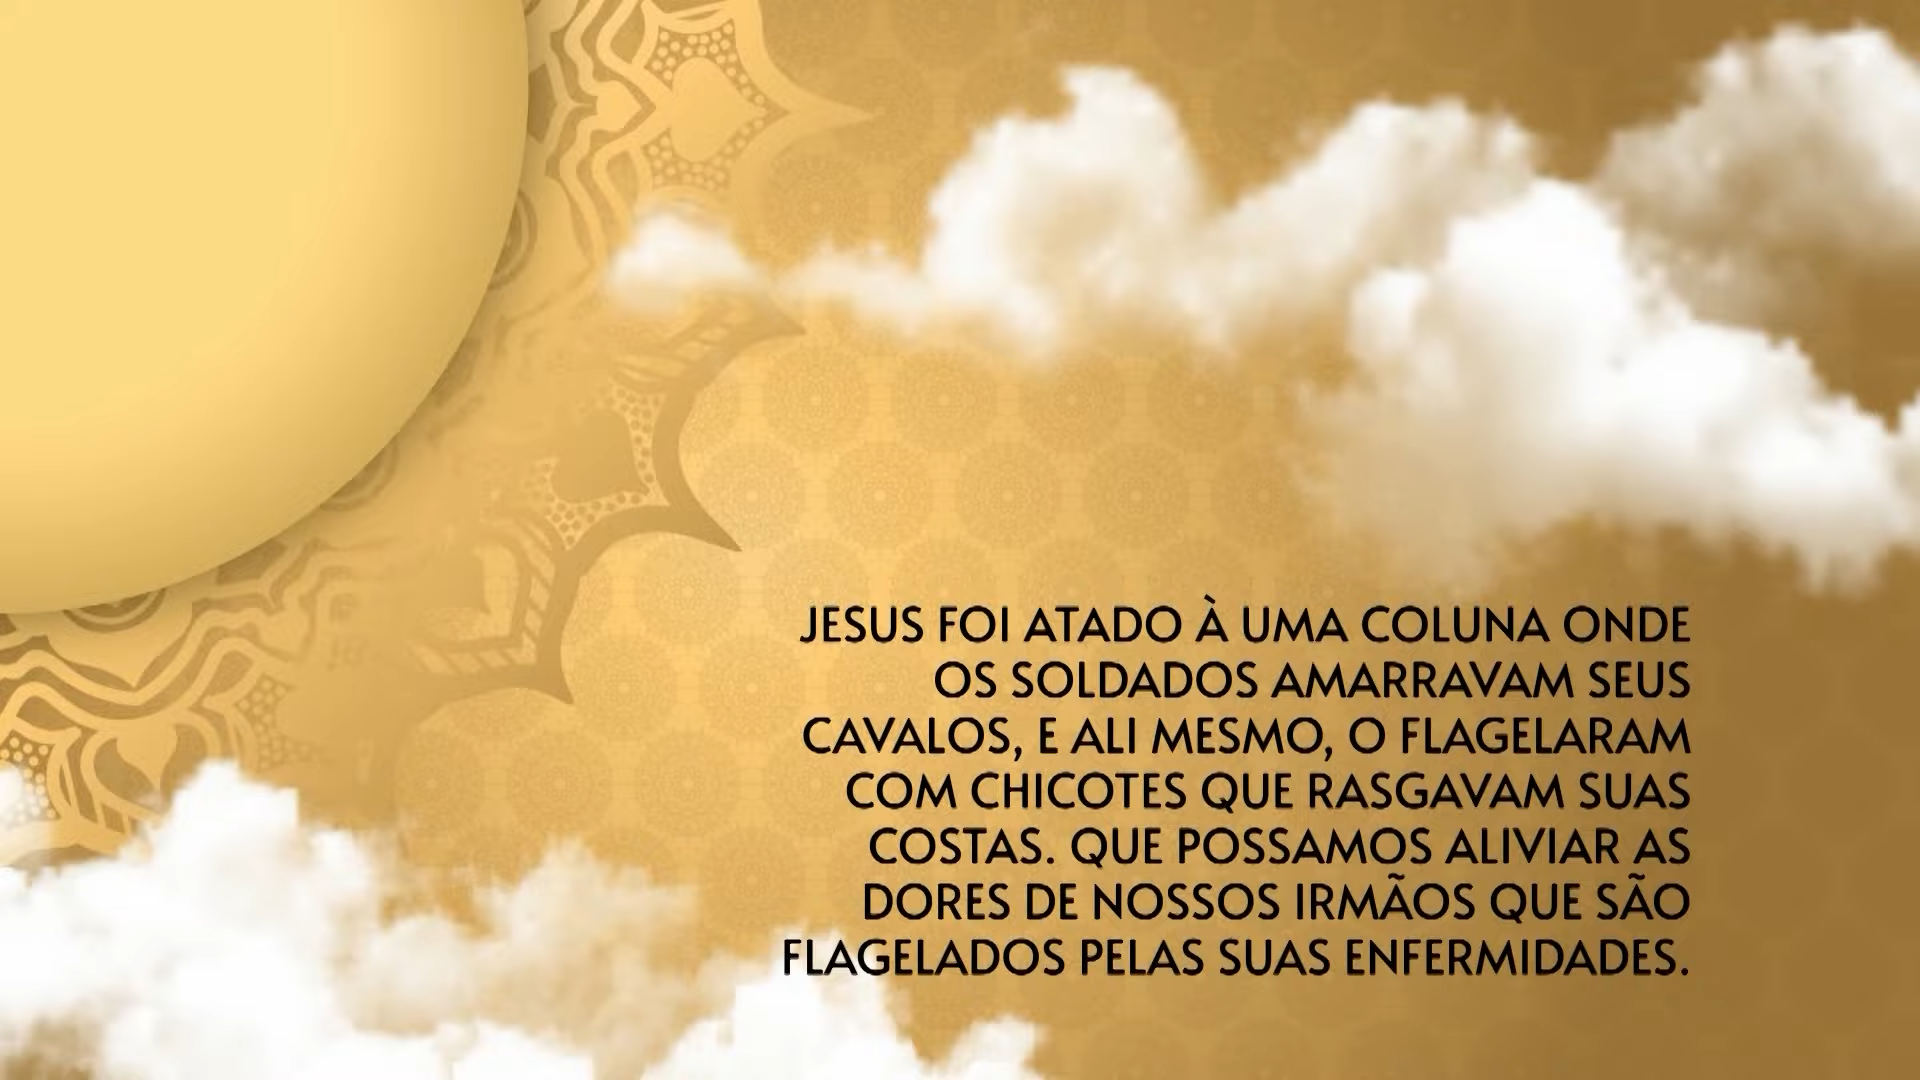 JESUS FOI ATADO À UMA COLUNA ONDE
OS SOLDADOS AMARRAVAM SEUS
CAVALOS, E ALI MESMO, O FLAGELARAM
COM CHICOTES QUE RASGAVAM SUAS
COSTAS. QUE POSSAMOS ALIVIAR AS
DORES DE NOSSOS IRMÃOS QUE SÃO
FLAGELADOS PELAS SUAS ENFERMIDADES.